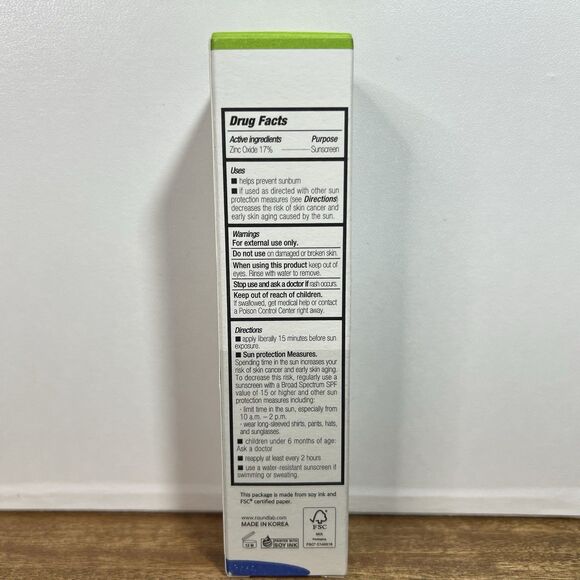 Drug Facts
Active ingredients Purpose
Zinc Oxide 17% Sunscreen
Uses
■ helps prevent sunburn
■ if used as directed with other sun
protection measures (see Directions)
decreases the risk of skin cancer and
early skin aging caused by the sun.
Warnings
For external use only.
Do not use on damaged or broken skin.
When using this product keep out of
eyes. Rinse with water to remove.
Stop use and ask a doctor if rash occurs.
Keep out of reach of children.
If swallowed, get medical help or contact
a Poison Control Center right away.
Directions
■ apply liberally 15 minutes before sun
exposure.
■ Sun protection Measures.
Spending time in the sun increases your
risk of skin cancer and early skin aging.
To decrease this risk, regularly use a
sunscreen with a Broad Spectrum SPF
value of 15 or higher and other sun
protection measures including:
· limit time in the sun, especially from
10 a.m. – 2 p.m.
· wear long-sleeved shirts, pants, hats,
and sunglasses.
■ children under 6 months of age:
Ask a doctor
■ reapply at least every 2 hours
■ use a water-resistant sunscreen if
swimming or sweating.
This package is made from soy ink and
FSC® certified paper.
www.roundlab.com
MADE IN KOREA
12 M
PRINTED WITH
SOY INK
FSC
MIX
Packaging